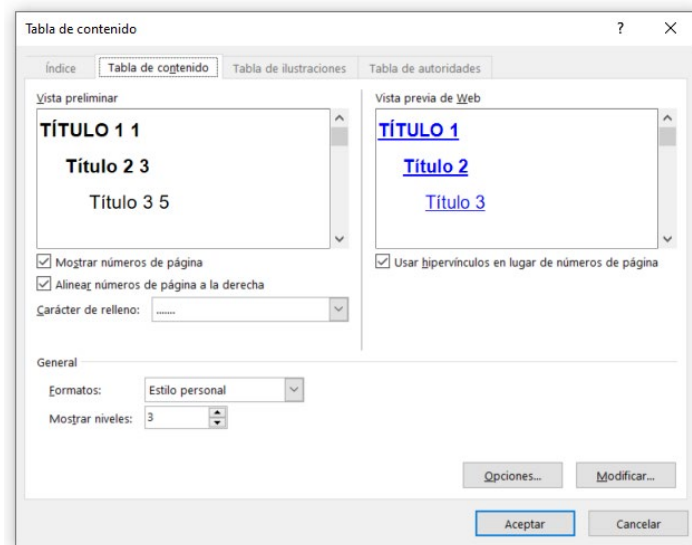 Tabla de contenido
Índice
Tabla de contenido
Tabla de ilustraciones
Tabla de autoridades
Vista preliminar
TÍTULO 1 1
Título 2 3
Título 3 5
Mostrar números de página
Alinear números de página a la derecha
Carácter de relleno: .......
Vista previa de Web
TÍTULO 1
Título 2
Título 3
Usar hipervínculos en lugar de números de página
General
Formatos: Estilo personal
Mostrar niveles: 3
Opciones...
Modificar...
Aceptar
Cancelar